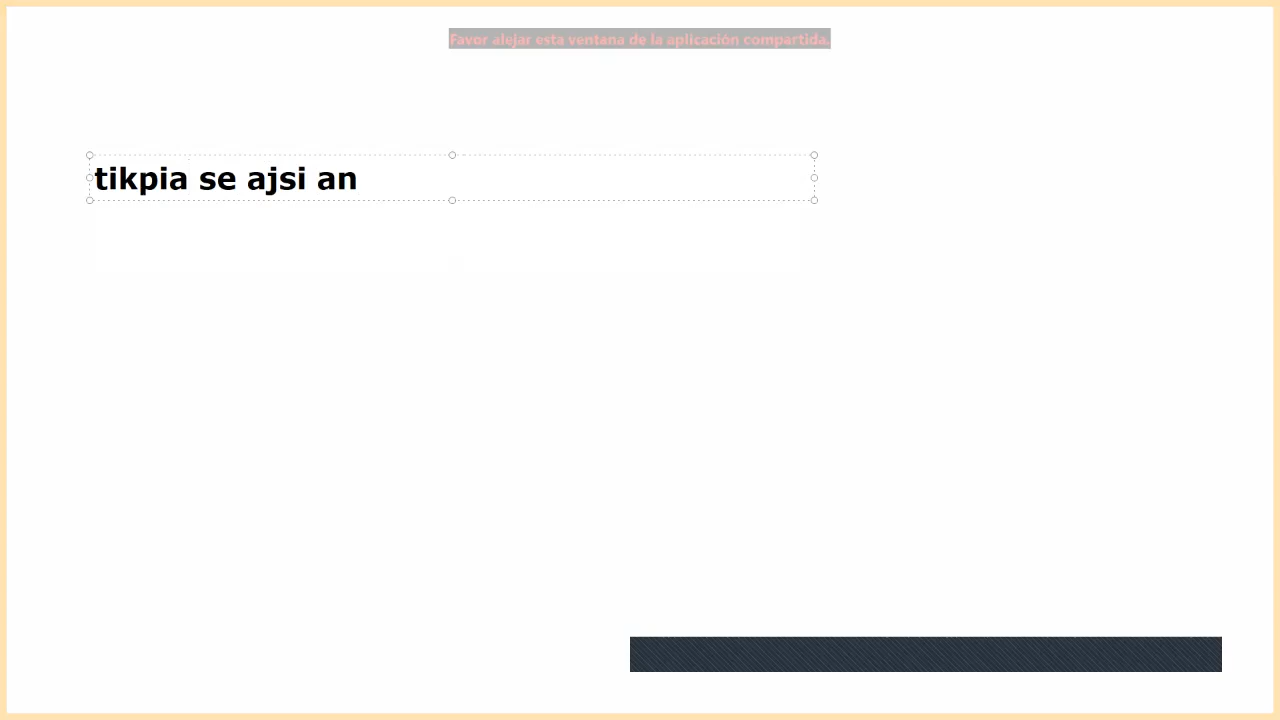 Favor alejar esta ventana de la aplicación compartida.
tikpia se ajsi an